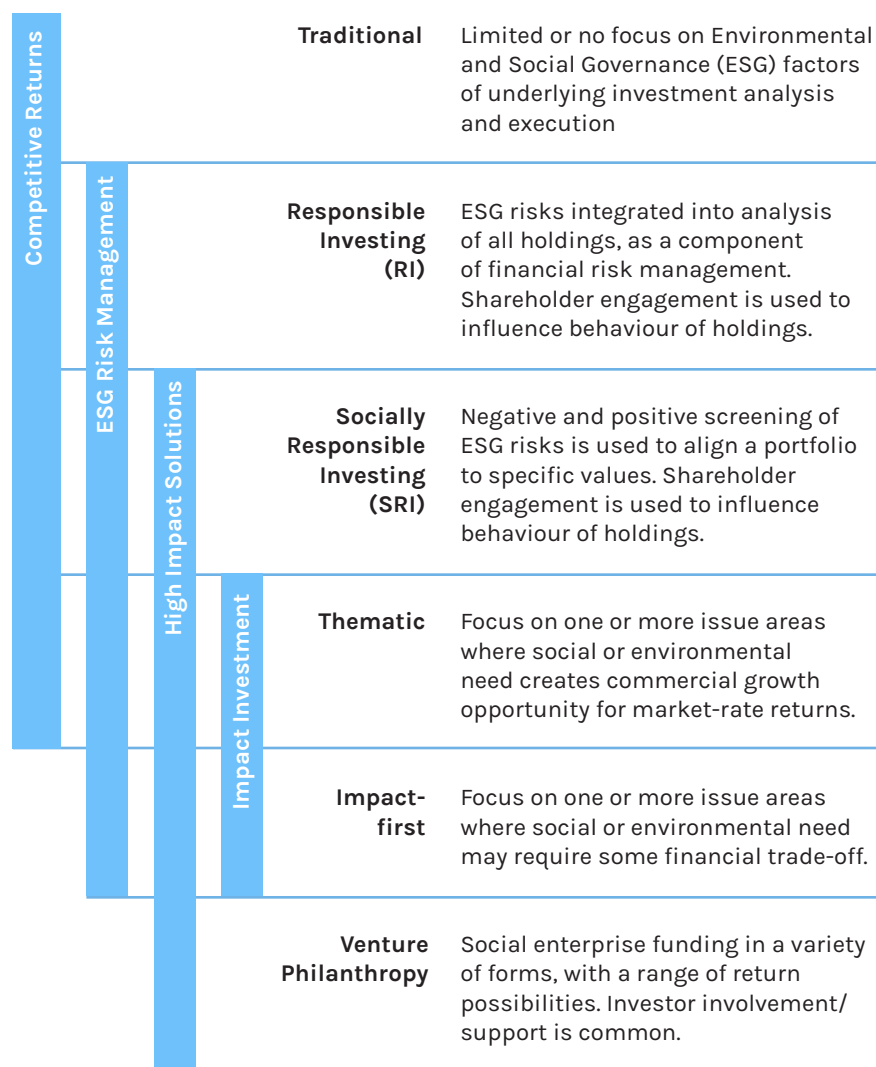 Competitive Returns
ESG Risk Management
High Impact Solutions
Impact Investment
Traditional
Limited or no focus on Environmental
and Social Governance (ESG) factors
of underlying investment analysis
and execution
Responsible
Investing
(RI)
ESG risks integrated into analysis
of all holdings, as a component
of financial risk management.
Shareholder engagement is used to
influence behaviour of holdings.
Socially
Responsible
Investing
(SRI)
Negative and positive screening of
ESG risks is used to align a portfolio
to specific values. Shareholder
engagement is used to influence
behaviour of holdings.
Thematic
Focus on one or more issue areas
where social or environmental
need creates commercial growth
opportunity for market-rate returns.
Impact-
first
Focus on one or more issue areas
where social or environmental need
may require some financial trade-off.
Venture
Philanthropy
Social enterprise funding in a variety
of forms, with a range of return
possibilities. Investor involvement/
support is common.